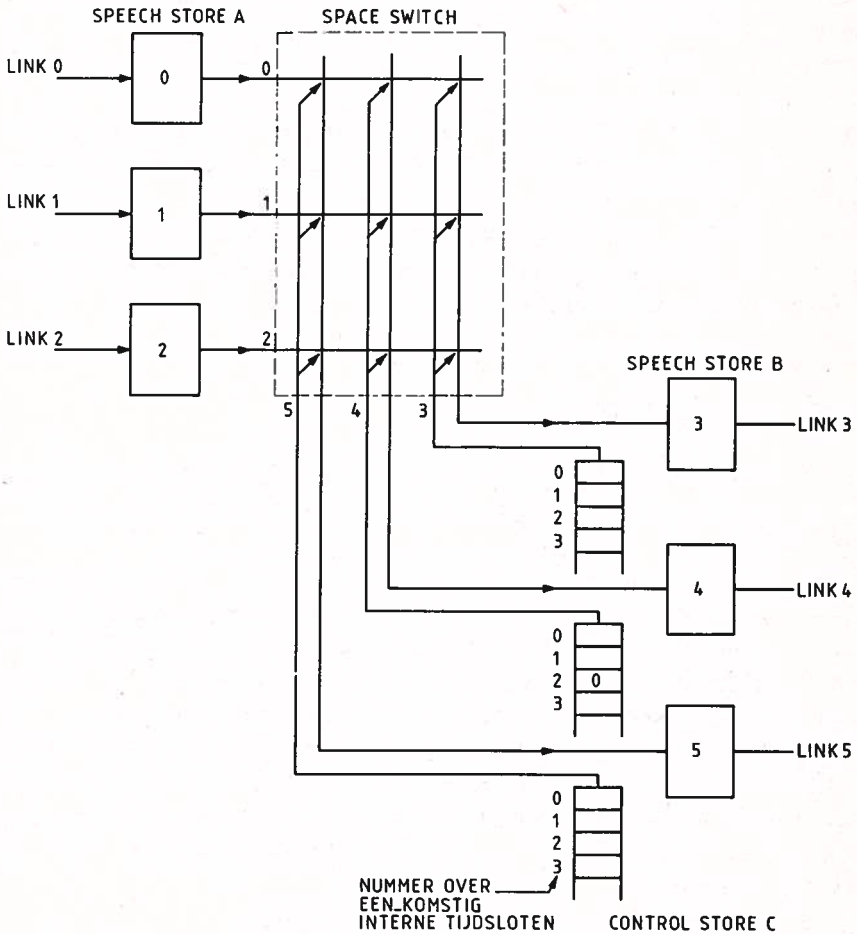 SPEECH STORE A
SPACE SWITCH
LINK 0
0
0
LINK 1
1
1
LINK 2
2
2
SPEECH STORE B
5
4
3
3
LINK 3
0
1
2
3
4
LINK 4
0
1
2
0
3
5
LINK 5
0
1
2
3
NUMMER OVER
EEN_KOMSTIG
INTERNE TIJDSLOTEN
CONTROL STORE C